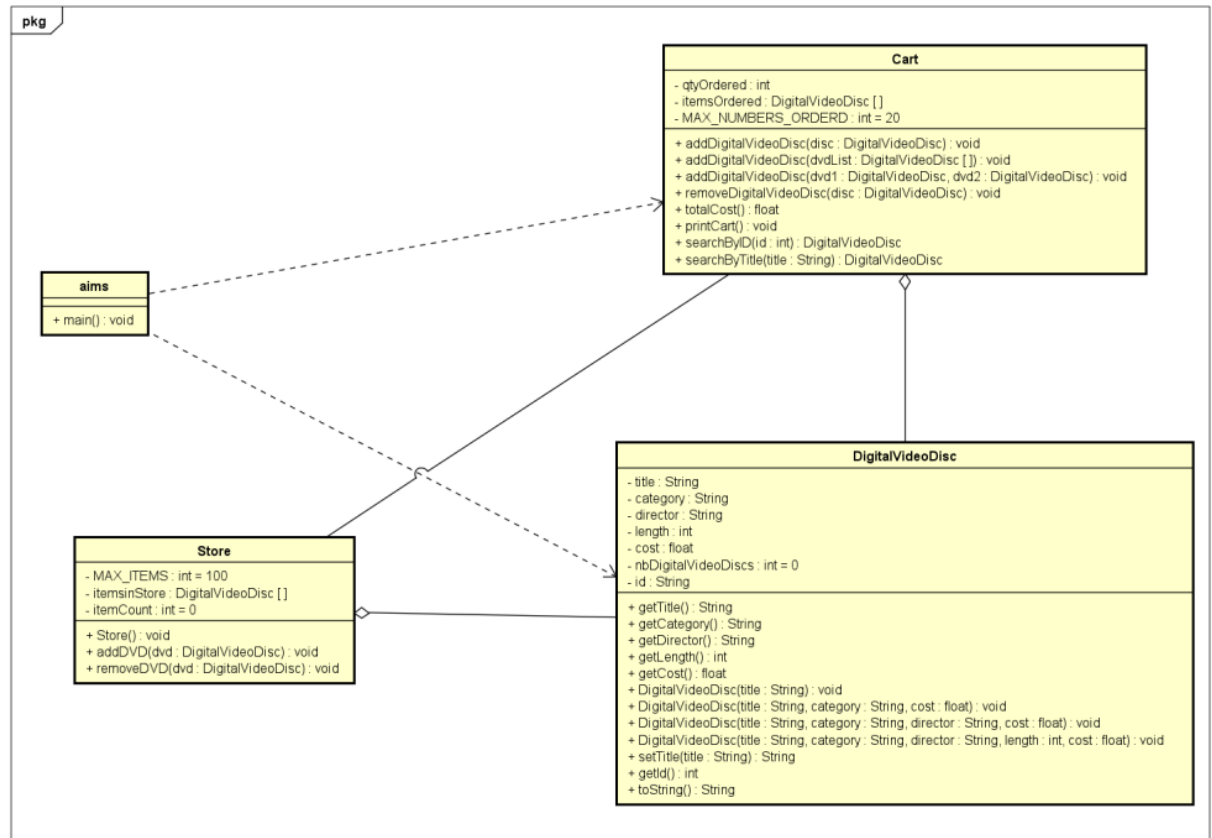 pkg
Cart
- qtyOrdered : int
- itemsOrdered : DigitalVideoDisc [ ]
- MAX_NUMBERS_ORDERD : int = 20
+ addDigitalVideoDisc(disc : DigitalVideoDisc) : void
+ addDigitalVideoDisc(dvdList : DigitalVideoDisc [ ]) : void
+ addDigitalVideoDisc(dvd1 : DigitalVideoDisc, dvd2 : DigitalVideoDisc) : void
+ removeDigitalVideoDisc(disc : DigitalVideoDisc) : void
+ totalCost() : float
+ printCart() : void
+ searchByID(id : int) : DigitalVideoDisc
+ searchByTitle(title : String) : DigitalVideoDisc
aims
+ main() : void
Store
- MAX_ITEMS : int = 100
- itemsinStore : DigitalVideoDisc [ ]
- itemCount : int = 0
+ Store() : void
+ addDVD(dvd : DigitalVideoDisc) : void
+ removeDVD(dvd : DigitalVideoDisc) : void
DigitalVideoDisc
- title : String
- category : String
- director : String
- length : int
- cost : float
- nbDigitalVideoDiscs : int = 0
- id : String
+ getTitle() : String
+ getCategory() : String
+ getDirector() : String
+ getLength() : int
+ getCost() : float
+ DigitalVideoDisc(title : String) : void
+ DigitalVideoDisc(title : String, category : String, cost : float) : void
+ DigitalVideoDisc(title : String, category : String, director : String, cost : float) : void
+ DigitalVideoDisc(title : String, category : String, director : String, length : int, cost : float) : void
+ setTitle(title : String) : String
+ getId() : int
+ toString() : String